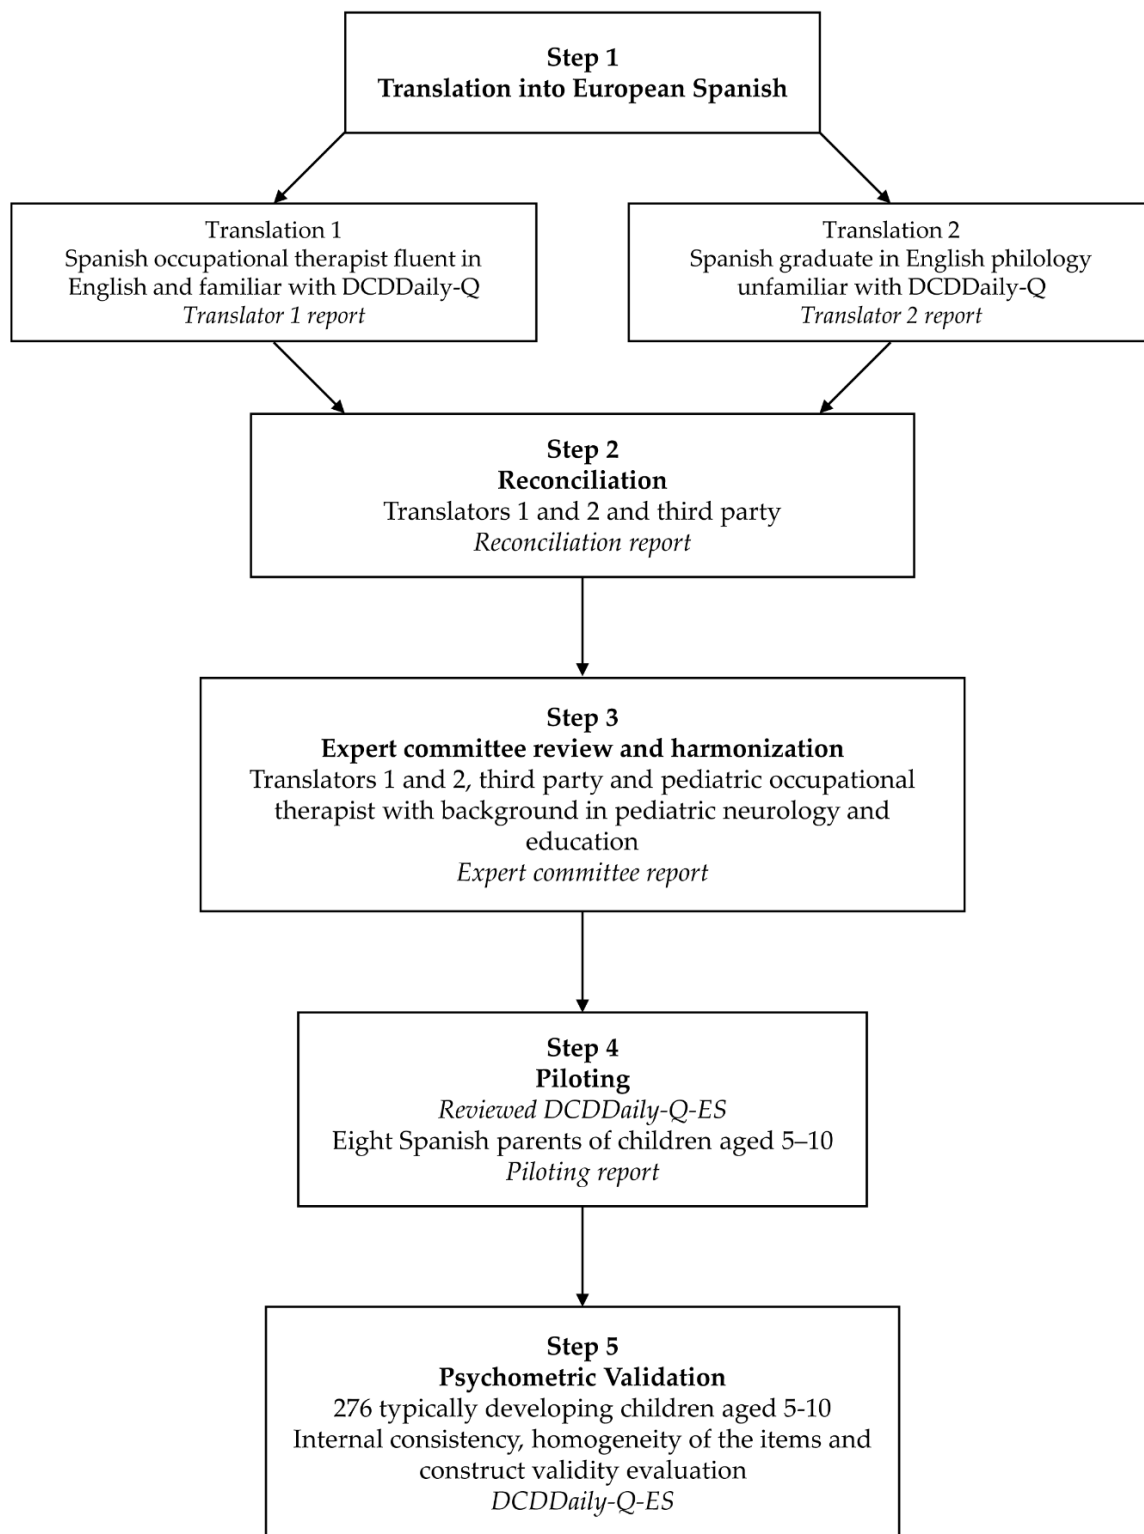 Step 1
Translation into European Spanish
Translation 1
Spanish occupational therapist fluent in
English and familiar with DCDDaily-Q
Translator 1 report
Translation 2
Spanish graduate in English philology
unfamiliar with DCDDaily-Q
Translator 2 report
Step 2
Reconciliation
Translators 1 and 2 and third party
Reconciliation report
Step 3
Expert committee review and harmonization
Translators 1 and 2, third party and pediatric occupational
therapist with background in pediatric neurology and
education
Expert committee report
Step 4
Piloting
Reviewed DCDDaily-Q-ES
Eight Spanish parents of children aged 5–10
Piloting report
Step 5
Psychometric Validation
276 typically developing children aged 5-10
Internal consistency, homogeneity of the items and
construct validity evaluation
DCDDaily-Q-ES